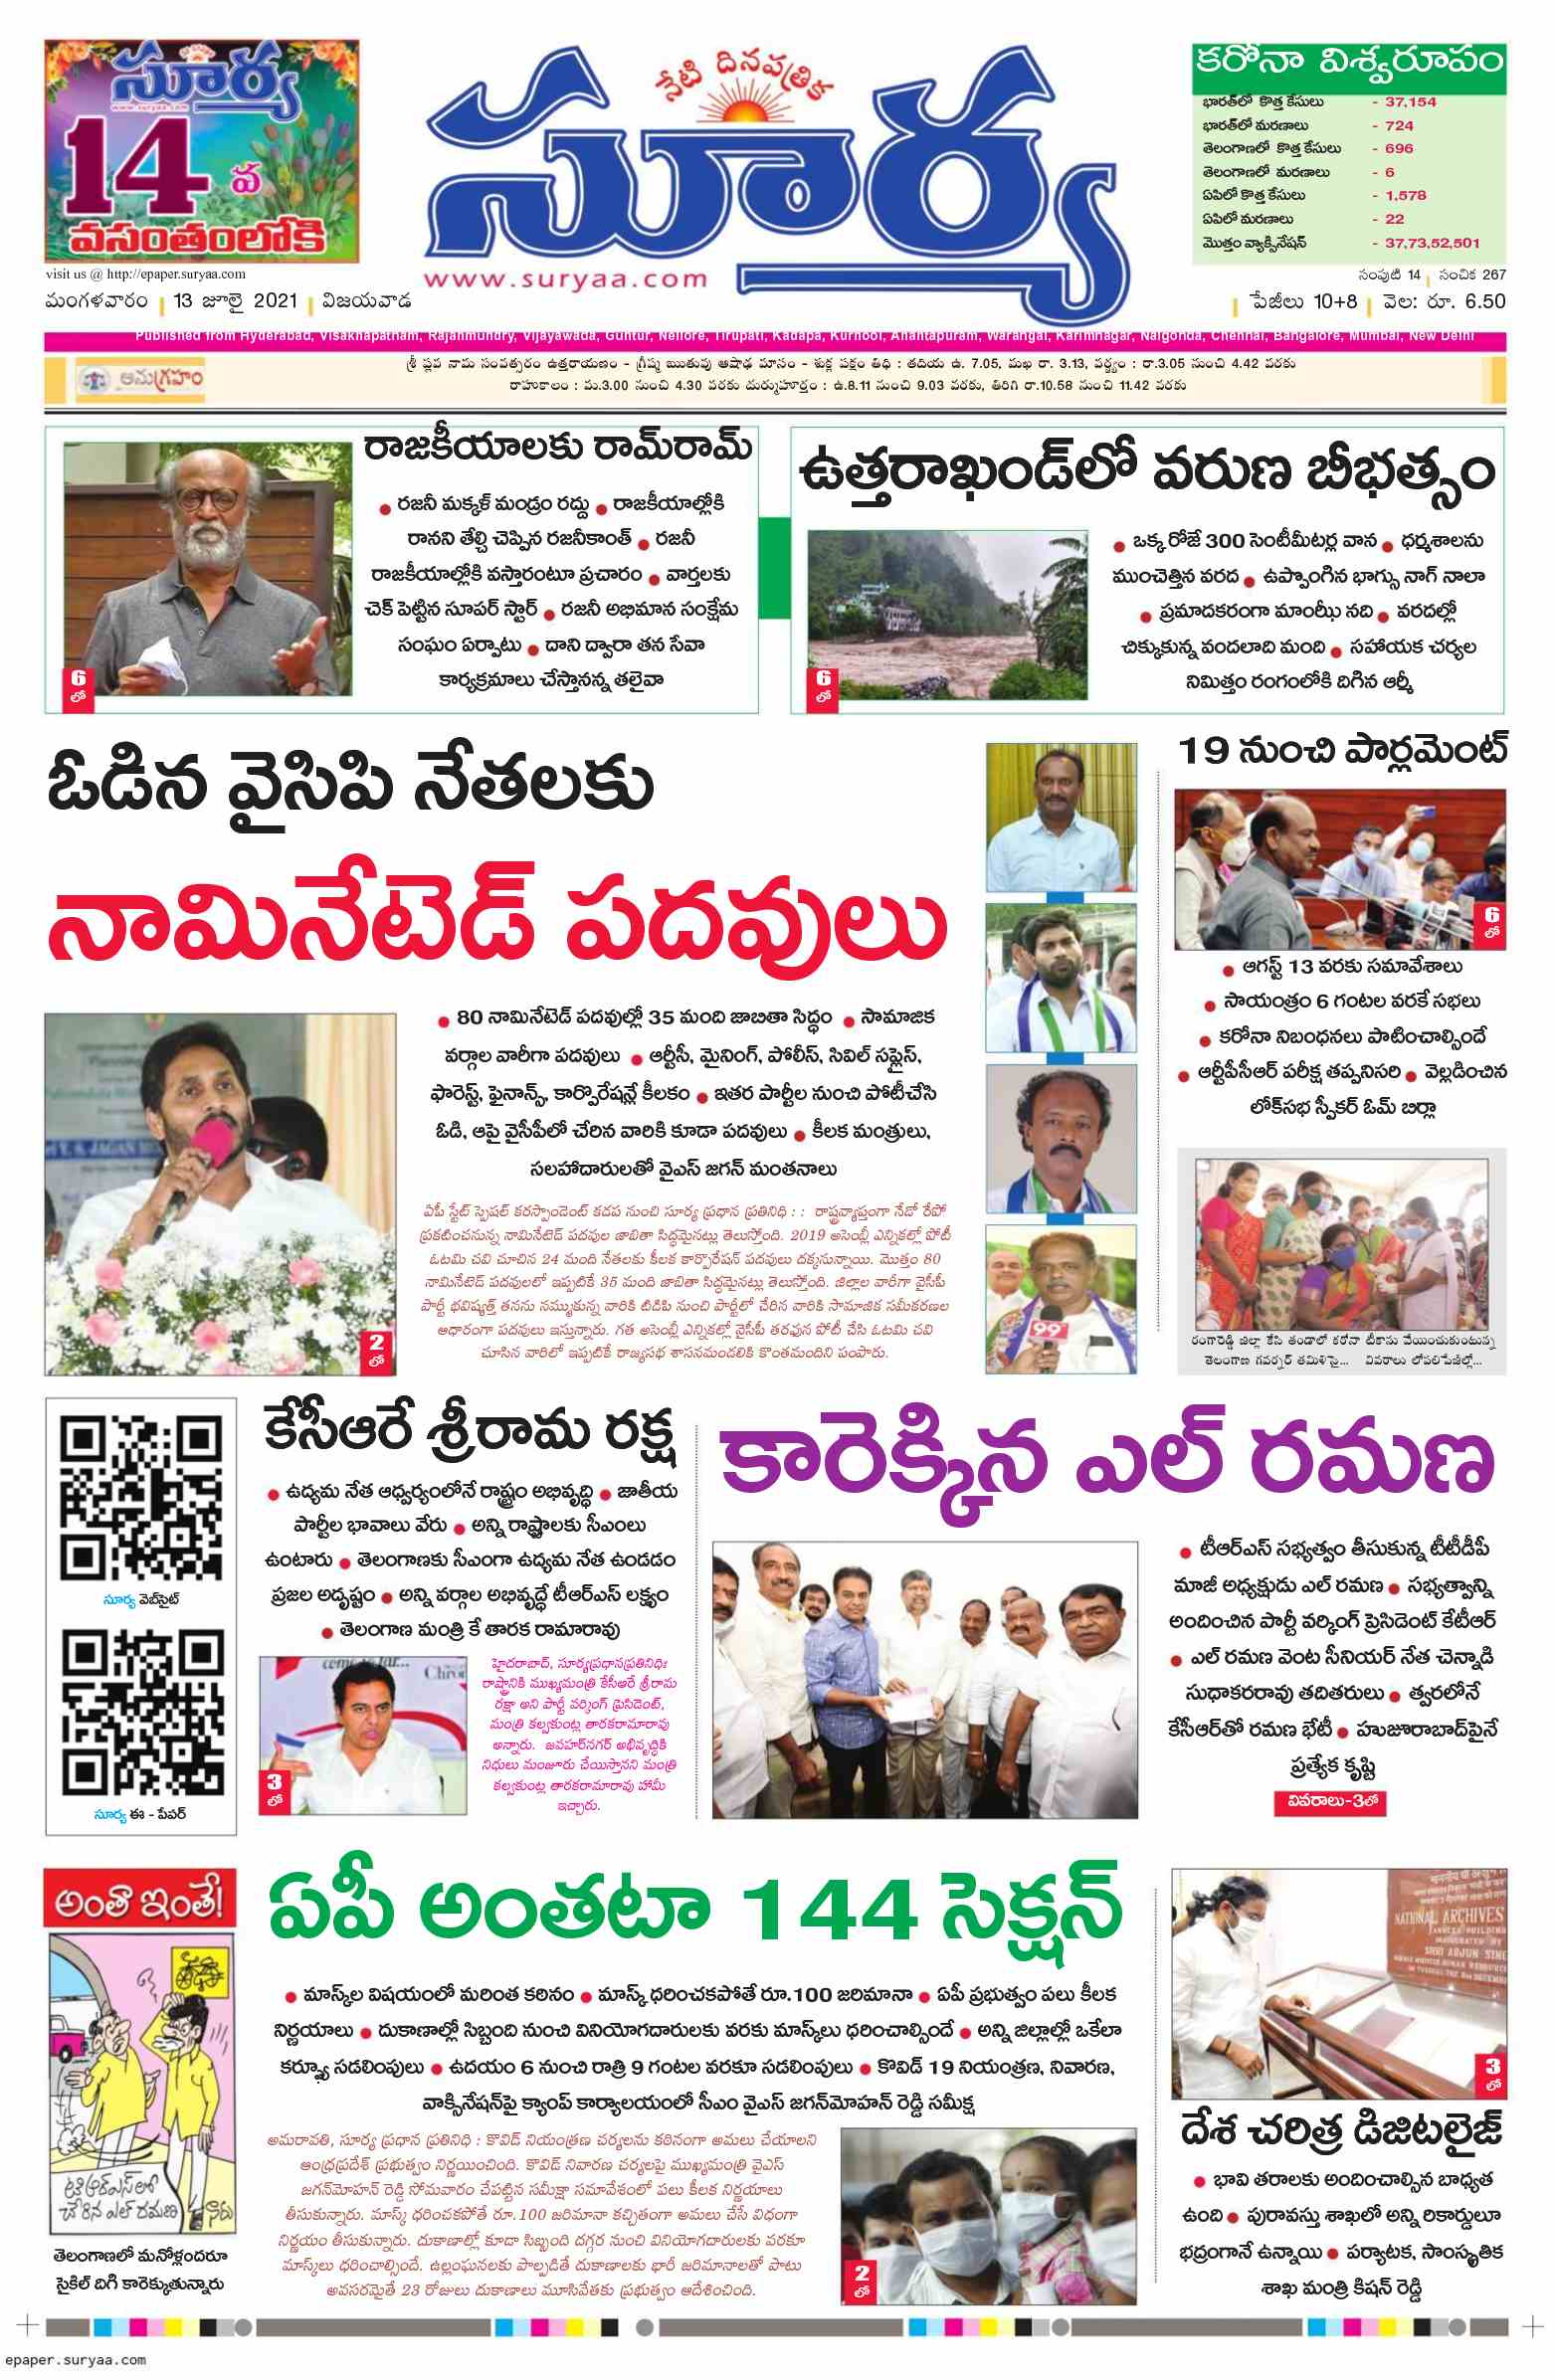 సూర్య
www.suryaa.com
14 వ
వసంతంలోకి
visit us @ http://epaper.suryaa.com
మంగళవారం | 13 జూలై 2021 | విజయవాడ
నేటి దినపత్రిక
సూర్య
www.suryaa.com
కరోనా విశ్వరూపం
భారత్‌లో కొత్త కేసులు - 37,154
భారత్‌లో మరణాలు - 724
తెలంగాణలో కొత్త కేసులు - 696
తెలంగాణలో మరణాలు - 6
ఏపిలో కొత్త కేసులు - 1,578
ఏపిలో మరణాలు - 22
మొత్తం వ్యాక్సినేషన్ - 37,73,52,501
సంపుటి 14 | సంచిక 267
| పేజీలు 10+8 | వెల: రూ. 6.50
Published from Hyderabad, Visakhapatnam, Rajahmundry, Vijayawada, Guntur, Nellore, Tirupati, Kadapa, Kurnool, Anantapuram, Warangal, Karimnagar, Nalgonda, Chennai, Bangalore, Mumbai, New Delhi
అనుగ్రహం
శ్రీ ప్లవ నామ సంవత్సరం ఉత్తరాయణం - గ్రీష్మ ఋతువు ఆషాఢ మాసం - శుక్ల పక్షం తిథి : తదియ ఉ. 7.05, మఖ రా. 3.13, వర్జ్యం : రా.3.05 నుంచి 4.42 వరకు
రాహుకాలం : మ.3.00 నుంచి 4.30 వరకు దుర్ముహూర్తం : ఉ.8.11 నుంచి 9.03 వరకు, తిరిగి రా.10.58 నుంచి 11.42 వరకు
రాజకీయాలకు రామ్‌రామ్
● రజనీ మక్కళ్ మండ్రం రద్దు ● రాజకీయాల్లోకి
రానని తేల్చి చెప్పిన రజనీకాంత్ ● రజనీ
రాజకీయాల్లోకి వస్తారంటూ ప్రచారం ● వార్తలకు
చెక్ పెట్టిన సూపర్ స్టార్ ● రజనీ అభిమాన సంక్షేమ
సంఘం ఏర్పాటు ● దాని ద్వారా తన సేవా
కార్యక్రమాలు చేస్తానన్న తలైవా
6
లో
ఉత్తరాఖండ్‌లో వరుణ బీభత్సం
● ఒక్క రోజే 300 సెంటీమీటర్ల వాన ● ధర్మశాలను
ముంచెత్తిన వరద ● ఉప్పొంగిన భాగ్సు నాగ్ నాలా
● ప్రమాదకరంగా మాంఝీ నది ● వరదల్లో
చిక్కుకున్న వందలాది మంది ● సహాయక చర్యల
నిమిత్తం రంగంలోకి దిగిన ఆర్మీ
6
లో
ఓడిన వైసిపి నేతలకు
నామినేటెడ్ పదవులు
● 80 నామినేటెడ్ పదవుల్లో 35 మంది జాబితా సిద్ధం ● సామాజిక
వర్గాల వారీగా పదవులు ● ఆర్టీసీ, మైనింగ్, పోలీస్, సివిల్ సప్లైస్,
ఫారెస్ట్, ఫైనాన్స్, కార్పొరేషన్లే కీలకం ● ఇతర పార్టీల నుంచి పోటీచేసి
ఓడి, ఆపై వైసీపీలో చేరిన వారికి కూడా పదవులు ● కీలక మంత్రులు,
సలహాదారులతో వైఎస్ జగన్ మంతనాలు
ఏపీ స్టేట్ స్పెషల్ కరస్పాండెంట్ కడప నుంచి సూర్య ప్రధాన ప్రతినిధి : : రాష్ట్రవ్యాప్తంగా నేడో రేపో
ప్రకటించనున్న నామినేటెడ్ పదవుల జాబితా సిద్ధమైనట్లు తెలుస్తోంది. 2019 అసెంబ్లీ ఎన్నికల్లో పోటీ
ఓటమి చవి చూలిన 24 మంది నేతలకు కీలక కార్పొరేషన్ పదవులు దక్కనున్నాయి. మొత్తం 80
నామినేటెడ్ పదవులలో ఇప్పటికే 35 మంది జాబితా సిద్ధమైనట్లు తెలుస్తోంది. జిల్లాల వారీగా వైసీపీ
పార్టీ భవిష్యత్త్ తనను నమ్ముకున్న వారికి టిడిపి నుంచి పార్టీలో చేరిన వారికి సామాజిక సమీకరణల
ఆధారంగా పదవులు ఇస్తున్నారు. గత అసెంబ్లీ ఎన్నికల్లో వైసీపీ తరఫున పోటీ చేసి ఓటమి చవి
చూసిన వారిలో ఇప్పటికే రాజ్యసభ శాసనమండలికి కొంతమందిని పంపారు.
2
లో
99
19 నుంచి పార్లమెంట్
6
లో
● ఆగస్ట్ 13 వరకు సమావేశాలు
● సాయంత్రం 6 గంటల వరకే సభలు
● కరోనా నిబంధనలు పాటించాల్సిందే
● ఆర్టీపీసీఆర్ పరీక్ష తప్పనిసరి ● వెల్లడించిన
లోక్‌సభ స్పీకర్ ఓమ్ బిర్లా
రంగారెడ్డి జిల్లా కేసి తండాలో కరోనా టీకాను వేయించుకుంటున్న
తెలంగాణ గవర్నర్ తమిళిసై... వివరాలు లోపలిపేజీల్లో...
సూర్య వెబ్‌సైట్
సూర్య ఈ - పేపర్
కేసీఆరే శ్రీరామ రక్ష
● ఉద్యమ నేత ఆధ్వర్యంలోనే రాష్ట్రం అభివృద్ధి ● జాతీయ
పార్టీల భావాలు వేరు ● అన్ని రాష్ట్రాలకు సీఎంలు
ఉంటారు ● తెలంగాణకు సీఎంగా ఉద్యమ నేత ఉండడం
ప్రజల అదృష్టం ● అన్ని వర్గాల అభివృద్ధే టీఆర్ఎస్ లక్ష్యం
● తెలంగాణ మంత్రి కే తారక రామారావు
3
లో
హైదరాబాద్, సూర్యప్రధానప్రతినిధిః
రాష్ట్రానికి ముఖ్యమంత్రి కేసీఆరే శ్రీరామ
రక్షా అని పార్టీ వర్కింగ్ ప్రెసిడెంట్,
మంత్రి కల్వకుంట్ల తారకరామారావు
అన్నారు. జవహర్‌నగర్ అభివృద్ధికి
నిధులు మంజూరు చేయిస్తానని మంత్రి
కల్వకుంట్ల తారకరామారావు హామీ
ఇచ్చారు.
కారెక్కిన ఎల్ రమణ
● టీఆర్ఎస్ సభ్యత్వం తీసుకున్న టీటీడీపీ
మాజీ అధ్యక్షుడు ఎల్ రమణ ● సభ్యత్వాన్ని
అందించిన పార్టీ వర్కింగ్ ప్రెసిడెంట్ కేటీఆర్
● ఎల్ రమణ వెంట సీనియర్ నేత చెన్నాడి
సుధాకరరావు తదితరులు ● త్వరలోనే
కేసీఆర్‌తో రమణ భేటీ ● హుజూరాబాద్‌పైనే
ప్రత్యేక దృష్టి
వివరాలు-3లో
అంతా ఇంతే!
టీఆర్ఎస్‌లో
చేరిన ఎల్ రమణ
తెలంగాణలో మనోళ్లందరూ
సైకిల్ దిగి కారెక్కుతున్నారు
ఏపీ అంతటా 144 సెక్షన్
● మాస్క్‌ల విషయంలో మరింత కఠినం ● మాస్క్ ధరించకపోతే రూ.100 జరిమానా ● ఏపీ ప్రభుత్వం పలు కీలక
నిర్ణయాలు ● దుకాణాల్లో సిబ్బంది నుంచి వినియోగదారులకు వరకు మాస్క్‌లు ధరించాల్సిందే ● అన్ని జిల్లాల్లో ఒకేలా
కర్ఫ్యూ సడలింపులు ● ఉదయం 6 నుంచి రాత్రి 9 గంటల వరకూ సడలింపులు ● కొవిడ్ 19 నియంత్రణ, నివారణ,
వాక్సినేషన్‌పై క్యాంప్ కార్యాలయంలో సీఎం వైఎస్ జగన్‌మోహన్ రెడ్డి సమీక్ష
అమరావతి, సూర్య ప్రధాన ప్రతినిధి : కొవిడ్ నియంత్రణ చర్యలను కఠినంగా అమలు చేయాలని
ఆంధ్రప్రదేశ్ ప్రభుత్వం నిర్ణయించింది. కొవిడ్ నివారణ చర్యలపై ముఖ్యమంత్రి వైఎస్
జగన్‌మోహన్ రెడ్డి సోమవారం చేపట్టిన సమీక్షా సమావేశంలో పలు కీలక నిర్ణయాలు
తీసుకున్నారు. మాస్క్ ధరించకపోతే రూ.100 జరిమానా కచ్చితంగా అమలు చేసే విధంగా
నిర్ణయం తీసుకున్నారు. దుకాణాల్లో కూడా సిబ్బంది దగ్గర నుంచి వినియోగదారులకు వరకూ
మాస్క్‌లు ధరించాల్సిందే. ఉల్లంఘనలకు పాల్పడితే దుకాణాలకు భారీ జరిమానాలతో పాటు
అవసరమైతే 23 రోజులు దుకాణాలు మూసివేతకు ప్రభుత్వం ఆదేశించింది.
2
లో
NATIONAL ARCHIVES
3
లో
దేశ చరిత్ర డిజిటలైజ్
● భావి తరాలకు అందించాల్సిన బాధ్యత
ఉంది ● పురావస్తు శాఖలో అన్ని రికార్డులూ
భద్రంగానే ఉన్నాయి ● పర్యాటక, సాంస్కృతిక
శాఖ మంత్రి కిషన్ రెడ్డి
epaper.suryaa.com